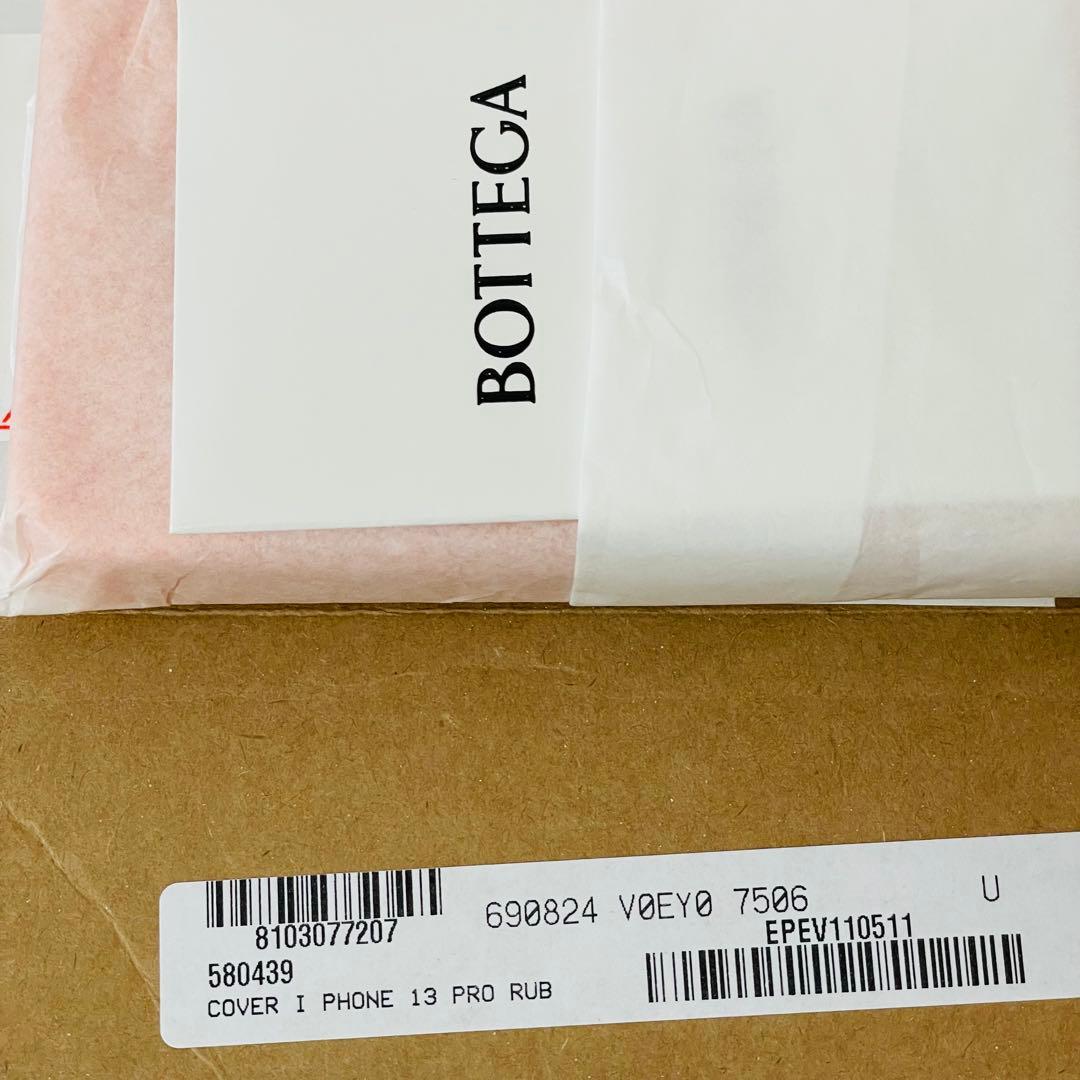 BOTTEGA
690824 V0EY0 7506 U
8103077207
EPEV110511
580439
COVER I PHONE 13 PRO RUB